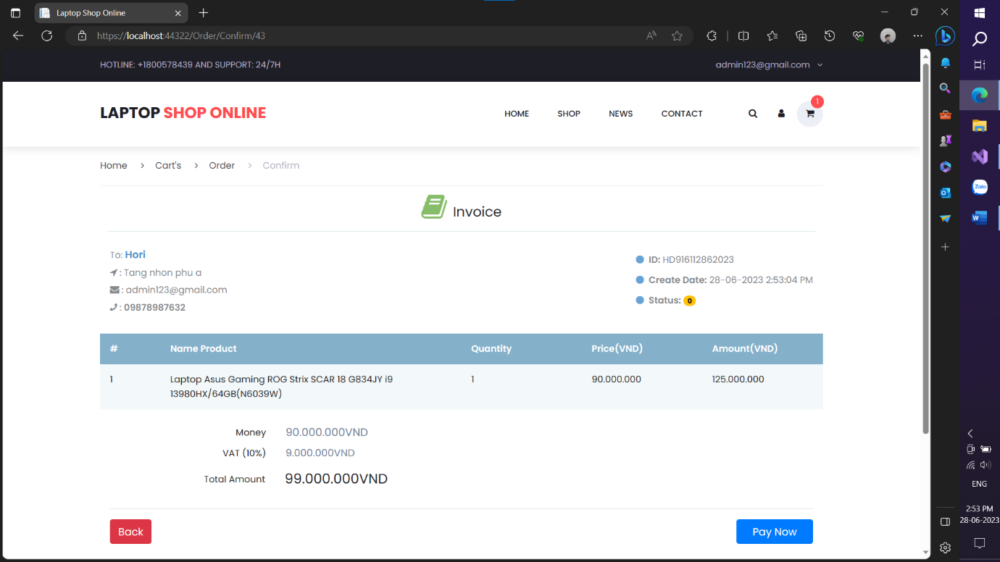 Laptop Shop Online
https://localhost:44322/Order/Confirm/43
HOTLINE: +1800578439 AND SUPPORT: 24/7H
admin123@gmail.com
LAPTOP SHOP ONLINE
HOME
SHOP
NEWS
CONTACT
1
Home > Cart's > Order > Confirm
Invoice
To: Hori
: Tang nhon phu a
: admin123@gmail.com
: 09878987632
ID: HD916112862023
Create Date: 28-06-2023 2:53:04 PM
Status: 0
# Name Product Quantity Price(VND) Amount(VND)
1 Laptop Asus Gaming ROG Strix SCAR 18 G834JY i9 1 90.000.000 125.000.000
13980HX/64GB(N6039W)
Money 90.000.000VND
VAT (10%) 9.000.000VND
Total Amount 99.000.000VND
Back
Pay Now
Zalo
W
ENG
2:53 PM
28-06-2023